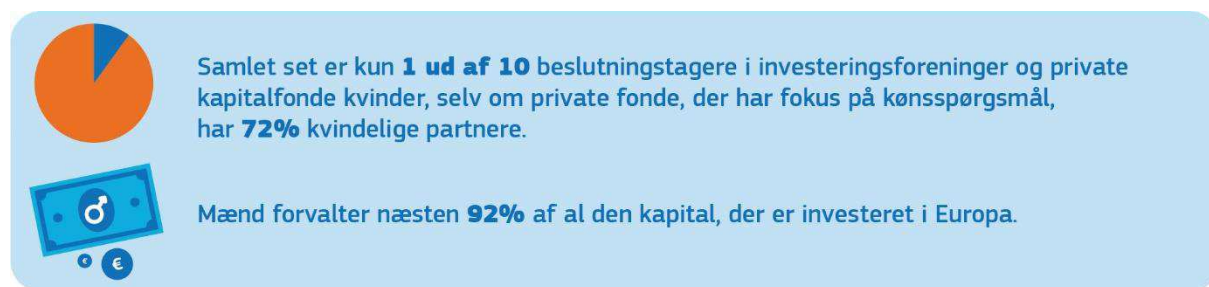 Samlet set er kun 1 ud af 10 beslutningstagere i investeringsforeninger og private
kapitalfonde kvinder, selv om private fonde, der har fokus på kønsspørgsmål,
har 72% kvindelige partnere.
Mænd forvalter næsten 92% af al den kapital, der er investeret i Europa.
€ €